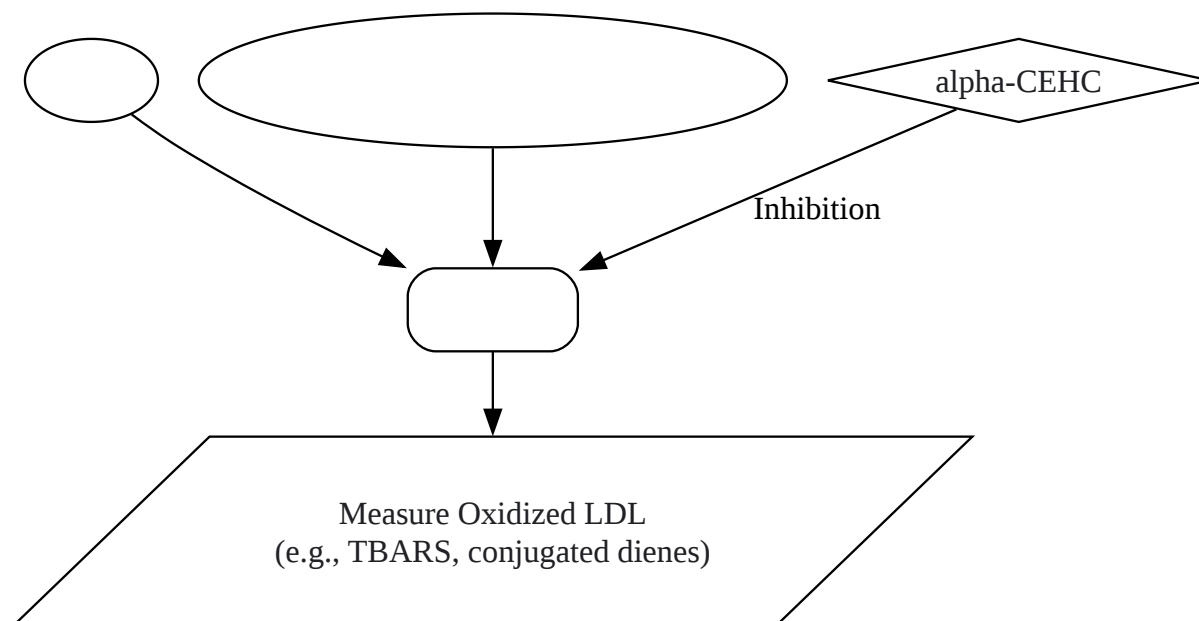 alpha-CEHC
Inhibition
Measure Oxidized LDL
(e.g., TBARS, conjugated dienes)